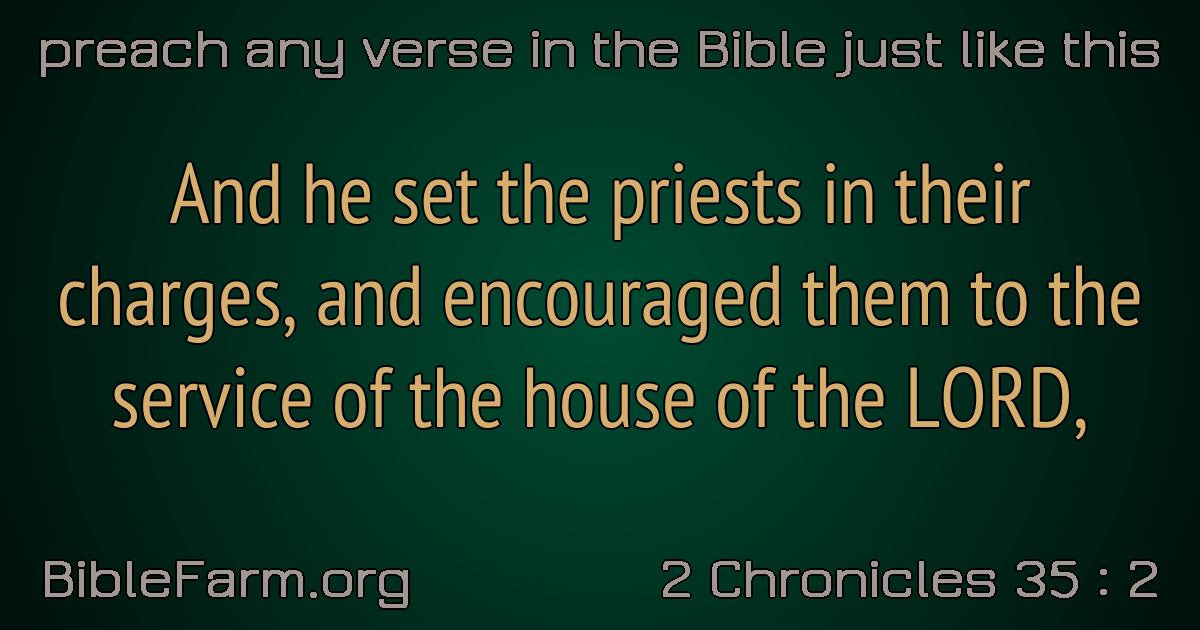 preach any verse in the Bible just like this
And he set the priests in their
charges, and encouraged them to the
service of the house of the LORD,
BibleFarm.org
2 Chronicles 35 : 2